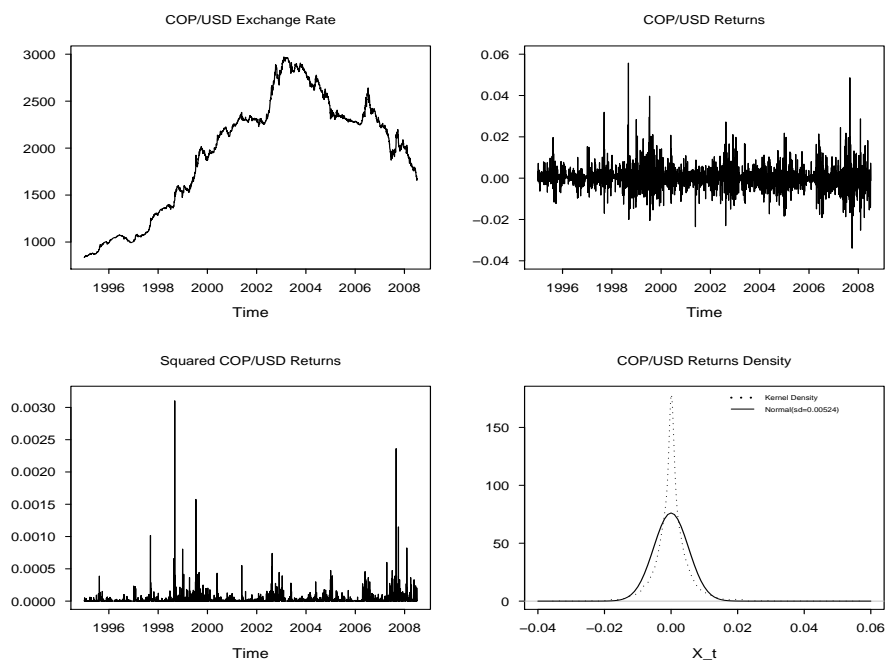 COP/USD Exchange Rate
3000
2500
2000
1500
1000
1996 1998 2000 2002 2004 2006 2008
Time
COP/USD Returns
0.06
0.04
0.02
0.00
−0.02
−0.04
1996 1998 2000 2002 2004 2006 2008
Time
Squared COP/USD Returns
0.0030
0.0025
0.0020
0.0015
0.0010
0.0005
0.0000
1996 1998 2000 2002 2004 2006 2008
Time
COP/USD Returns Density
Kernel Density
Normal(sd=0.00524)
150
100
50
0
−0.04 −0.02 0.00 0.02 0.04 0.06
X_t